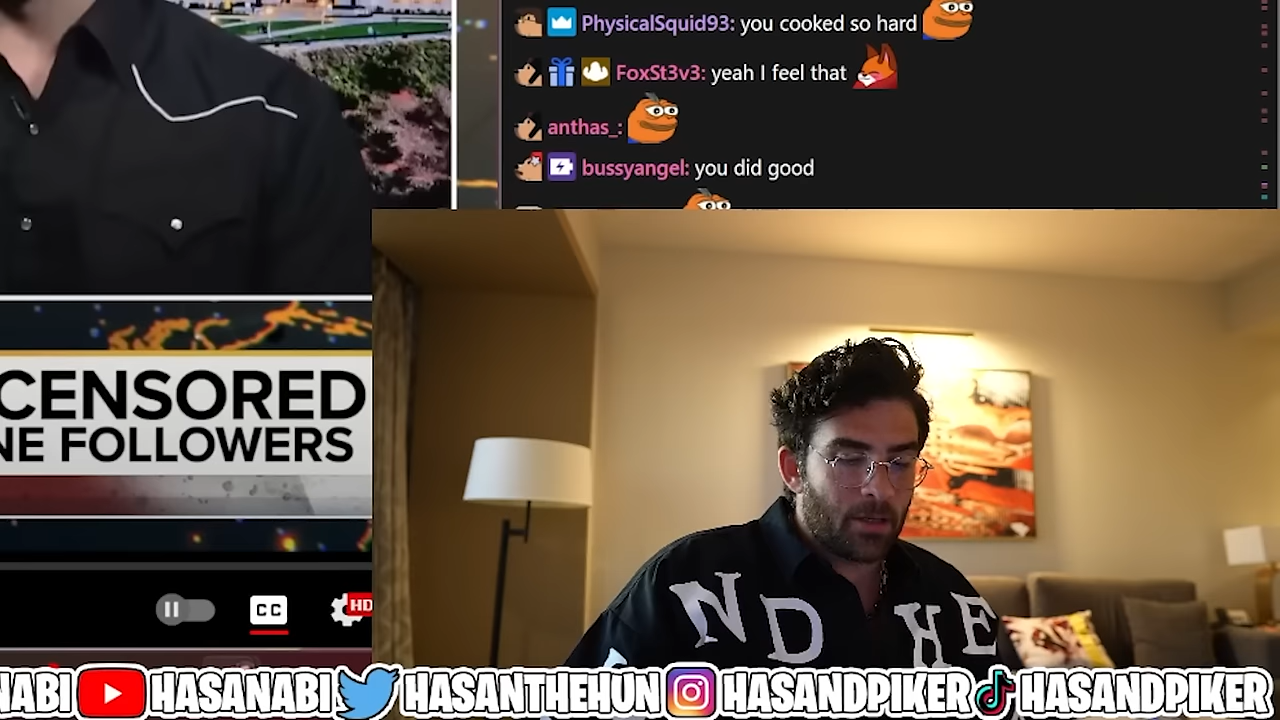 PhysicalSquid93: you cooked so hard
FoxSt3v3: yeah I feel that
anthas_:
bussyangel: you did good
CENSORED
NE FOLLOWERS
CC
HD
ND HE
NABI HASANABI HASANTHEHUN HASANDPIKER HASANDPIKER